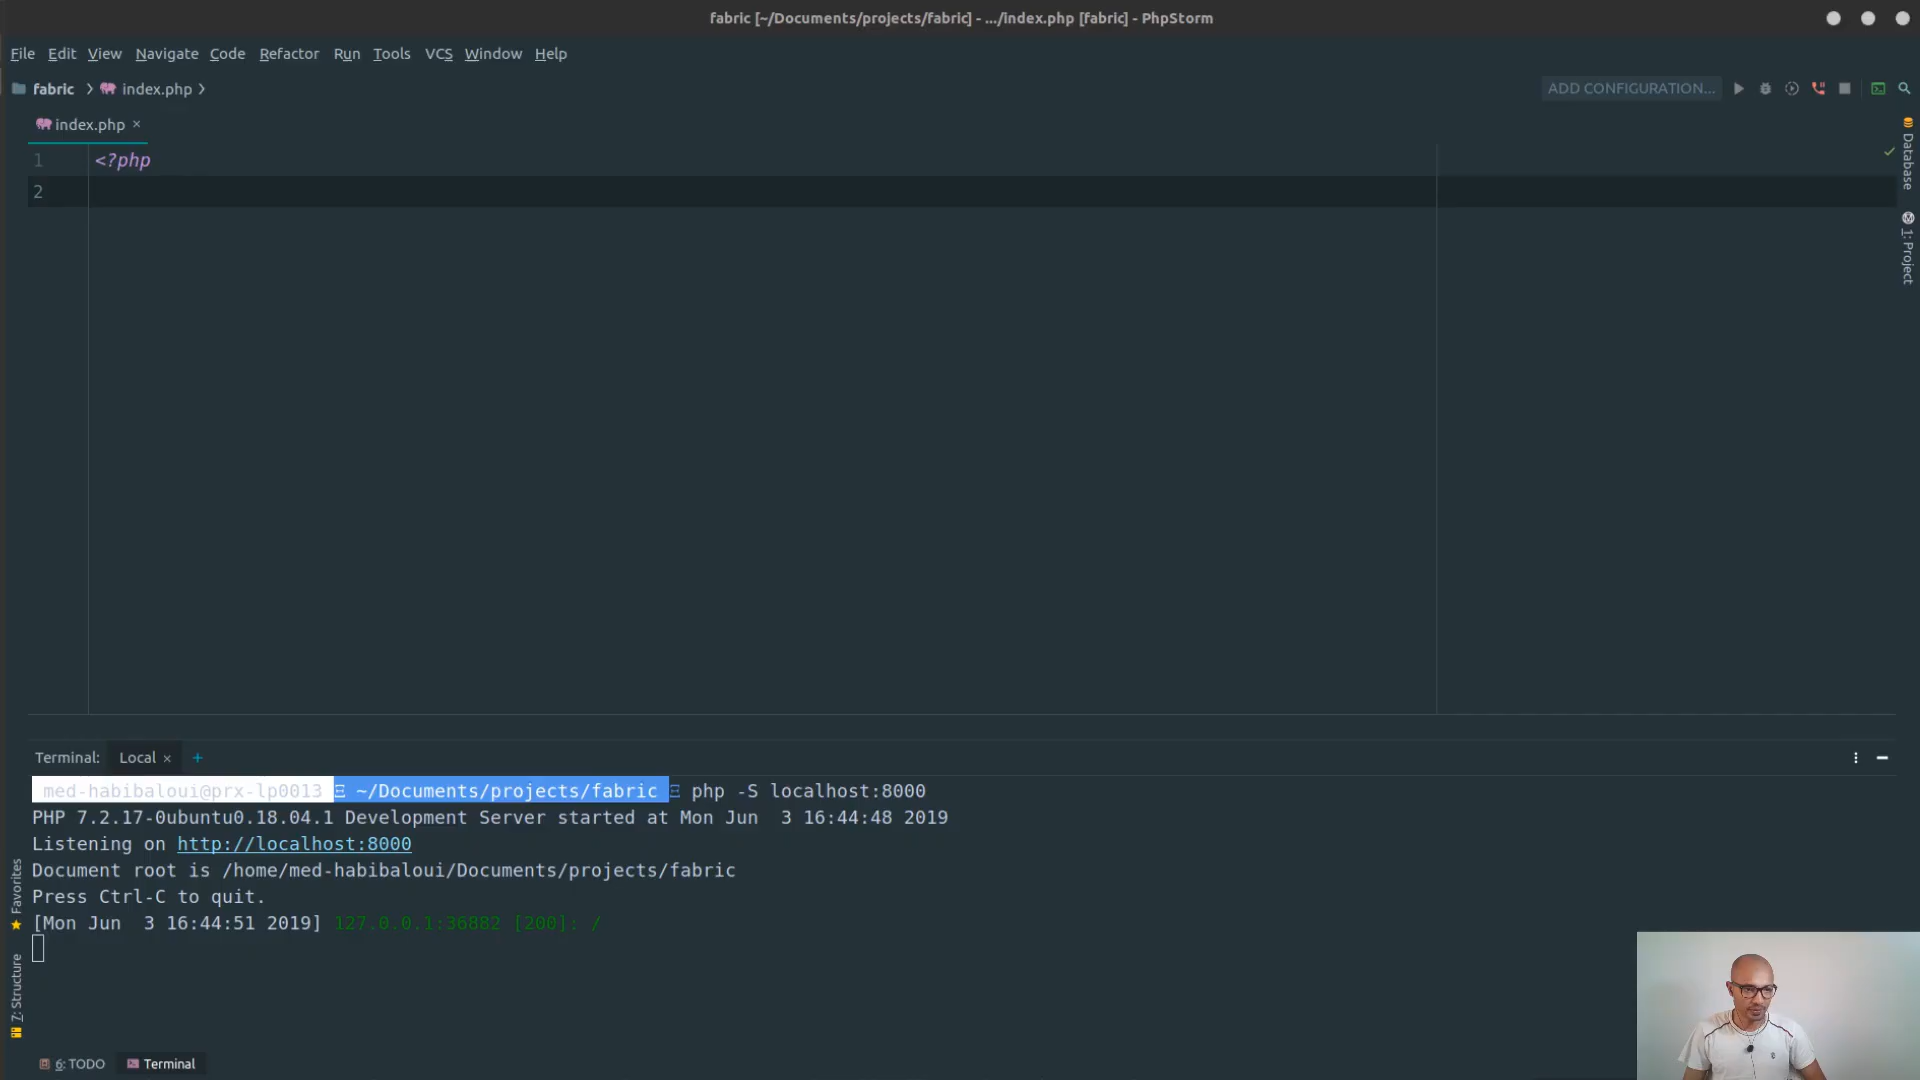 fabric [~/Documents/projects/fabric] - .../index.php [fabric] - PhpStorm
File Edit View Navigate Code Refactor Run Tools VCS Window Help
fabric index.php ADD CONFIGURATION...
index.php
1 <?php
2
Database
1: Project
Terminal: Local × +
med-habibaloui@prx-lp0013 Ξ ~/Documents/projects/fabric Ξ php -S localhost:8000
PHP 7.2.17-0ubuntu0.18.04.1 Development Server started at Mon Jun  3 16:44:48 2019
Listening on http://localhost:8000
Document root is /home/med-habibaloui/Documents/projects/fabric
Press Ctrl-C to quit.
[Mon Jun  3 16:44:51 2019] 127.0.0.1:36882 [200]: /
Favorites
7: Structure
6: TODO Terminal